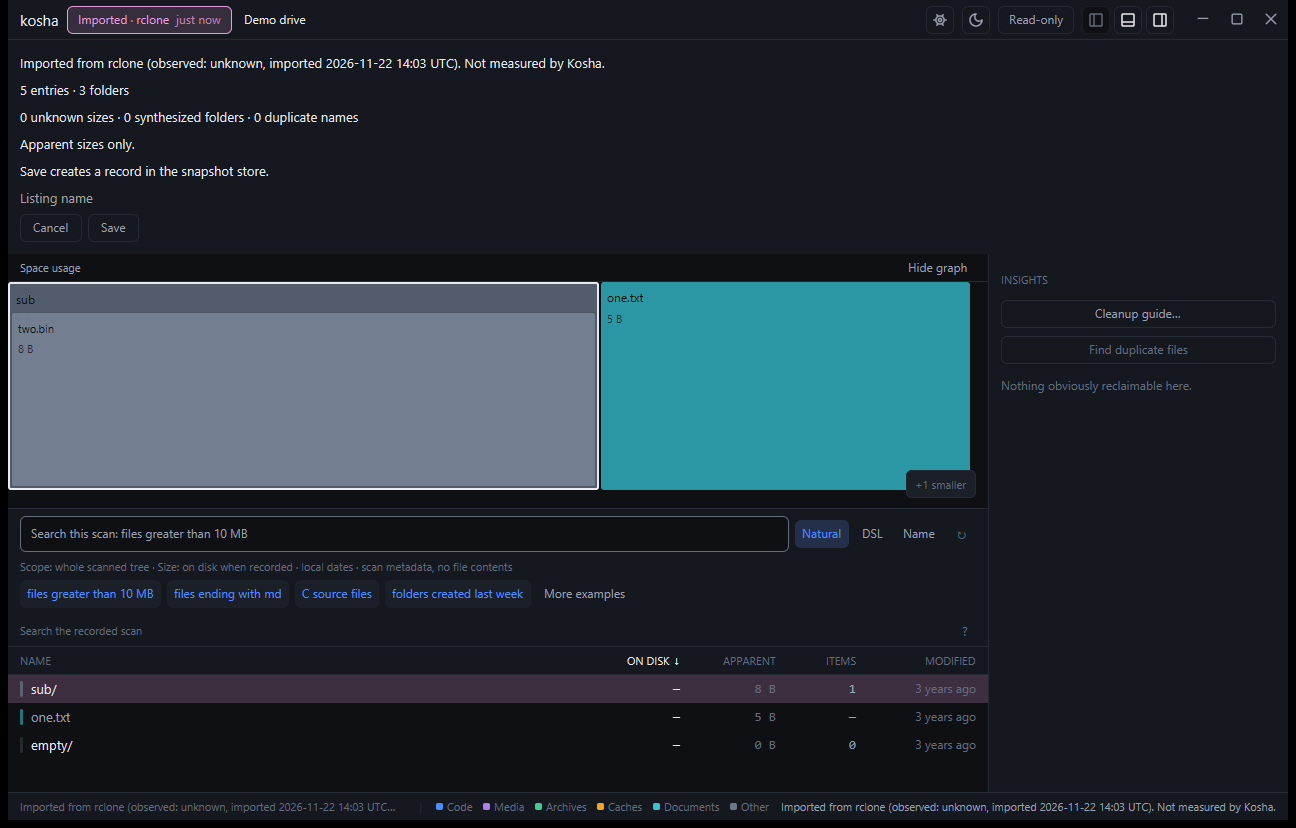 kosha Imported · rclone just now Demo drive Read-only
Imported from rclone (observed: unknown, imported 2026-11-22 14:03 UTC). Not measured by Kosha.
5 entries · 3 folders
0 unknown sizes · 0 synthesized folders · 0 duplicate names
Apparent sizes only.
Save creates a record in the snapshot store.
Listing name
Cancel Save
Space usage Hide graph
sub
two.bin
8 B
one.txt
5 B
+1 smaller
INSIGHTS
Cleanup guide...
Find duplicate files
Nothing obviously reclaimable here.
Search this scan: files greater than 10 MB Natural DSL Name ↻
Scope: whole scanned tree · Size: on disk when recorded · local dates · scan metadata, no file contents
files greater than 10 MB files ending with md C source files folders created last week More examples
Search the recorded scan ?
NAME ON DISK ↓ APPARENT ITEMS MODIFIED
sub/ — 8 B 1 3 years ago
one.txt — 5 B — 3 years ago
empty/ — 0 B 0 3 years ago
Imported from rclone (observed: unknown, imported 2026-11-22 14:03 UTC... Code Media Archives Caches Documents Other Imported from rclone (observed: unknown, imported 2026-11-22 14:03 UTC). Not measured by Kosha.